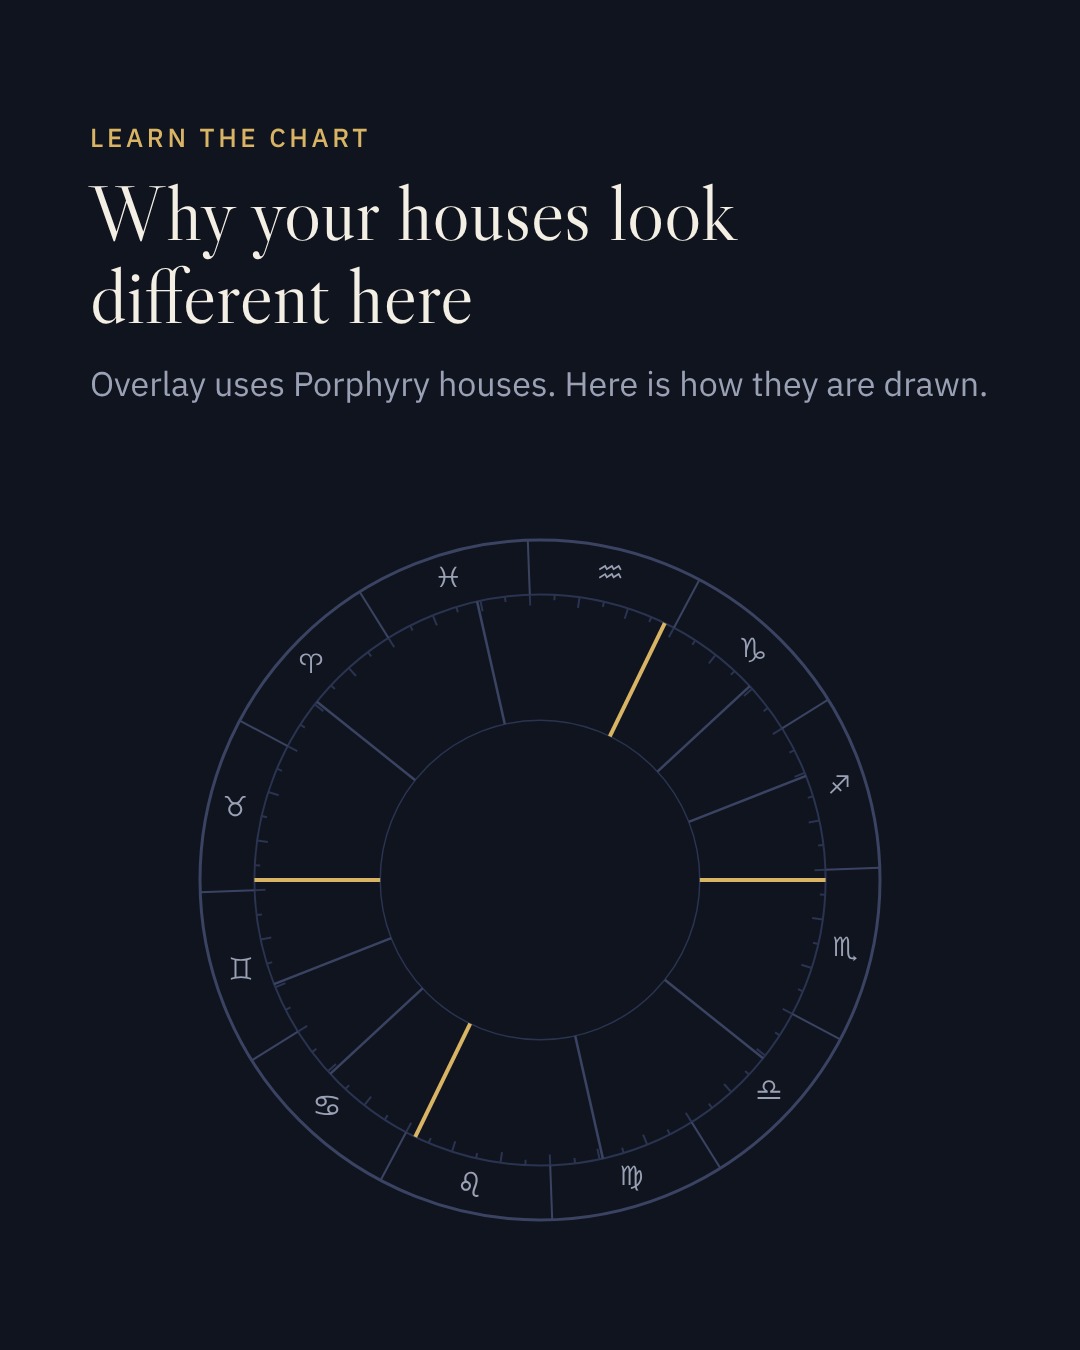 LEARN THE CHART
Why your houses look
different here
Overlay uses Porphyry houses. Here is how they are drawn.
♓ ♒
♈ ♑
♉ ♐
♊ ♏
♋ ♎
♌ ♍